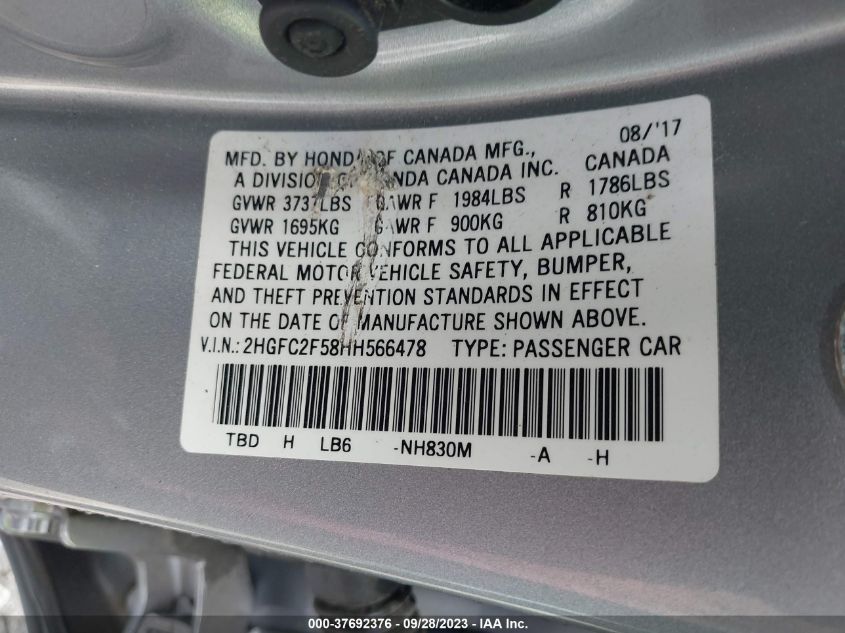 08/'17
MFD. BY HONDA OF CANADA MFG., CANADA
A DIVISION OF HONDA CANADA INC.
GVWR 3737LBS GAWR F 1984LBS R 1786LBS
GVWR 1695KG GAWR F 900KG R 810KG
THIS VEHICLE CONFORMS TO ALL APPLICABLE
FEDERAL MOTOR VEHICLE SAFETY, BUMPER,
AND THEFT PREVENTION STANDARDS IN EFFECT
ON THE DATE OF MANUFACTURE SHOWN ABOVE.
V.I.N.: 2HGFC2F58HH566478 TYPE: PASSENGER CAR
TBD H LB6 -NH830M -A -H
000-37692376 - 09/28/2023 - IAA Inc.